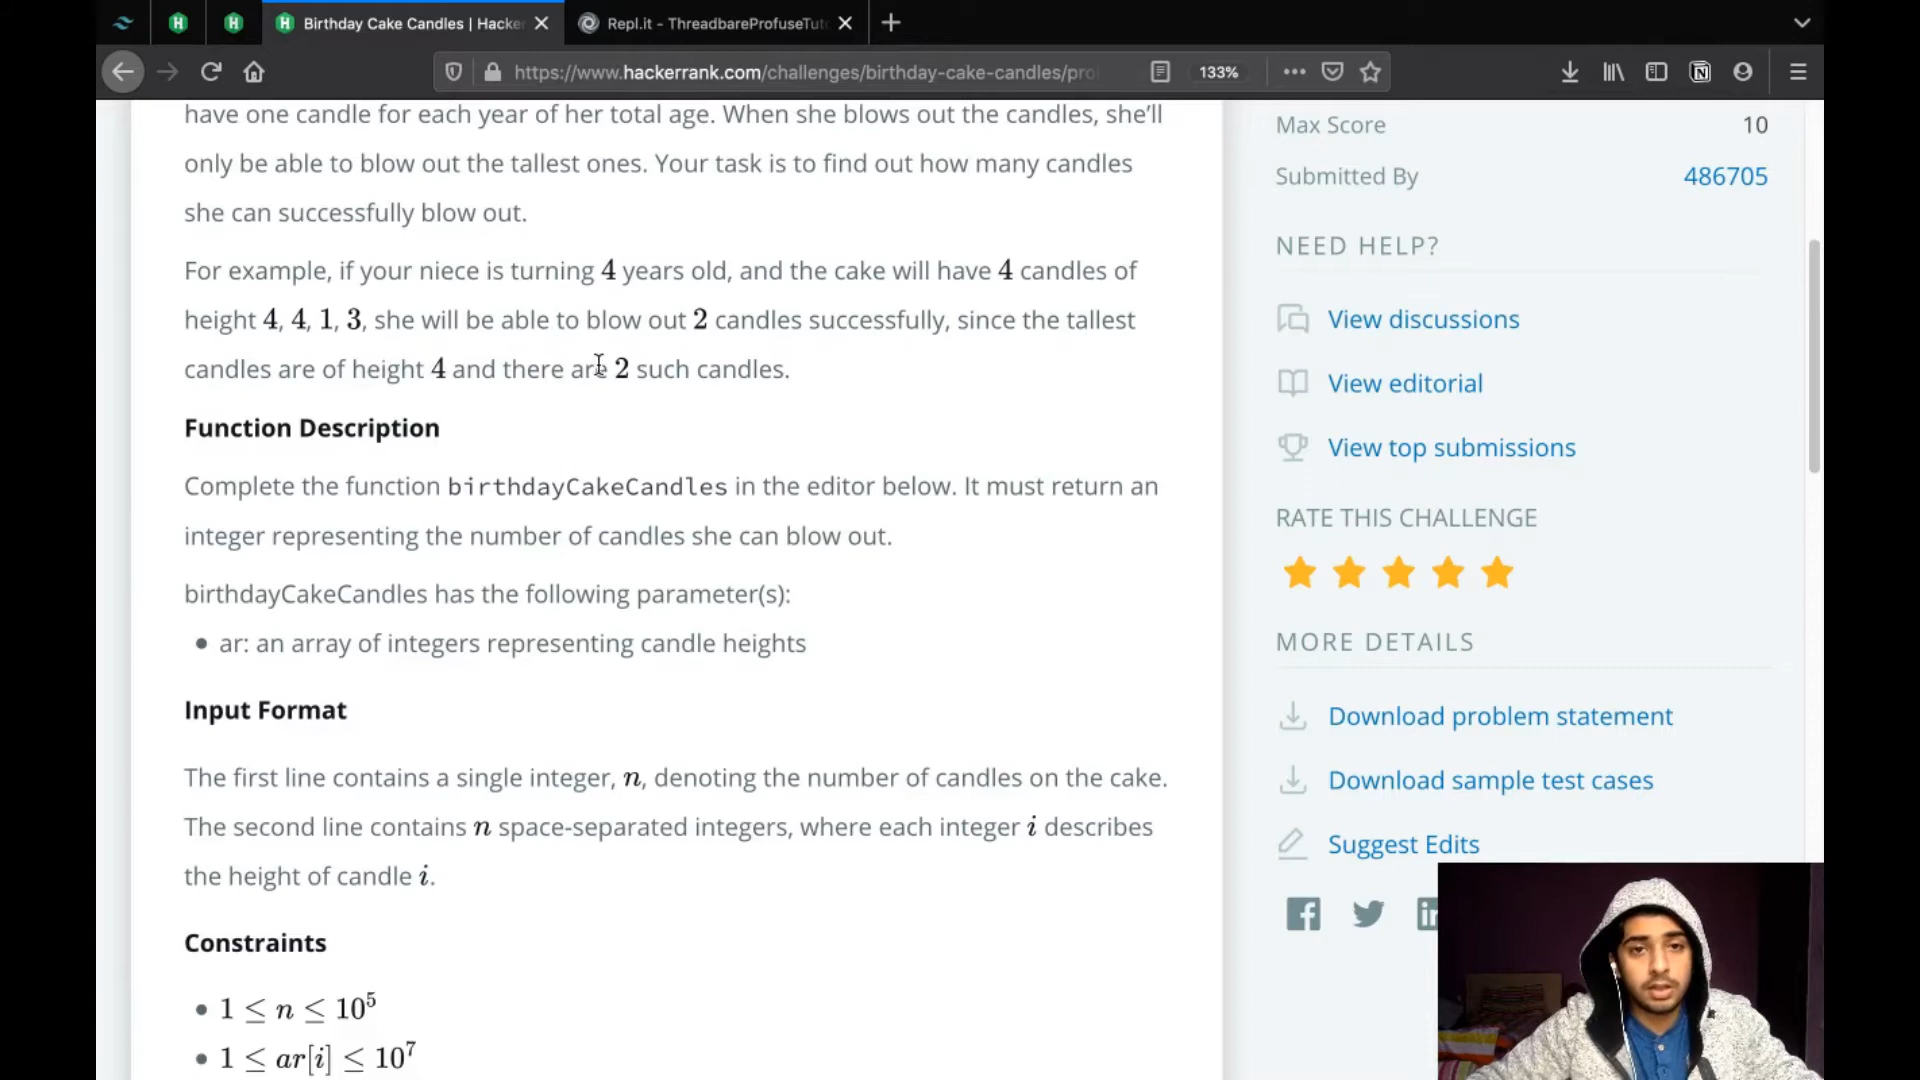 Birthday Cake Candles | Hacke
Repl.it - ThreadbareProfuseTut
https://www.hackerrank.com/challenges/birthday-cake-candles/pro
133%
have one candle for each year of her total age. When she blows out the candles, she'll
only be able to blow out the tallest ones. Your task is to find out how many candles
she can successfully blow out.
For example, if your niece is turning 4 years old, and the cake will have 4 candles of
height 4, 4, 1, 3, she will be able to blow out 2 candles successfully, since the tallest
candles are of height 4 and there are 2 such candles.
Function Description
Complete the function birthdayCakeCandles in the editor below. It must return an
integer representing the number of candles she can blow out.
birthdayCakeCandles has the following parameter(s):
• ar: an array of integers representing candle heights
Input Format
The first line contains a single integer, n, denoting the number of candles on the cake.
The second line contains n space-separated integers, where each integer i describes
the height of candle i.
Constraints
• 1 ≤ n ≤ 10⁵
• 1 ≤ ar[i] ≤ 10⁷
Max Score 10
Submitted By 486705
NEED HELP?
View discussions
View editorial
View top submissions
RATE THIS CHALLENGE
MORE DETAILS
Download problem statement
Download sample test cases
Suggest Edits